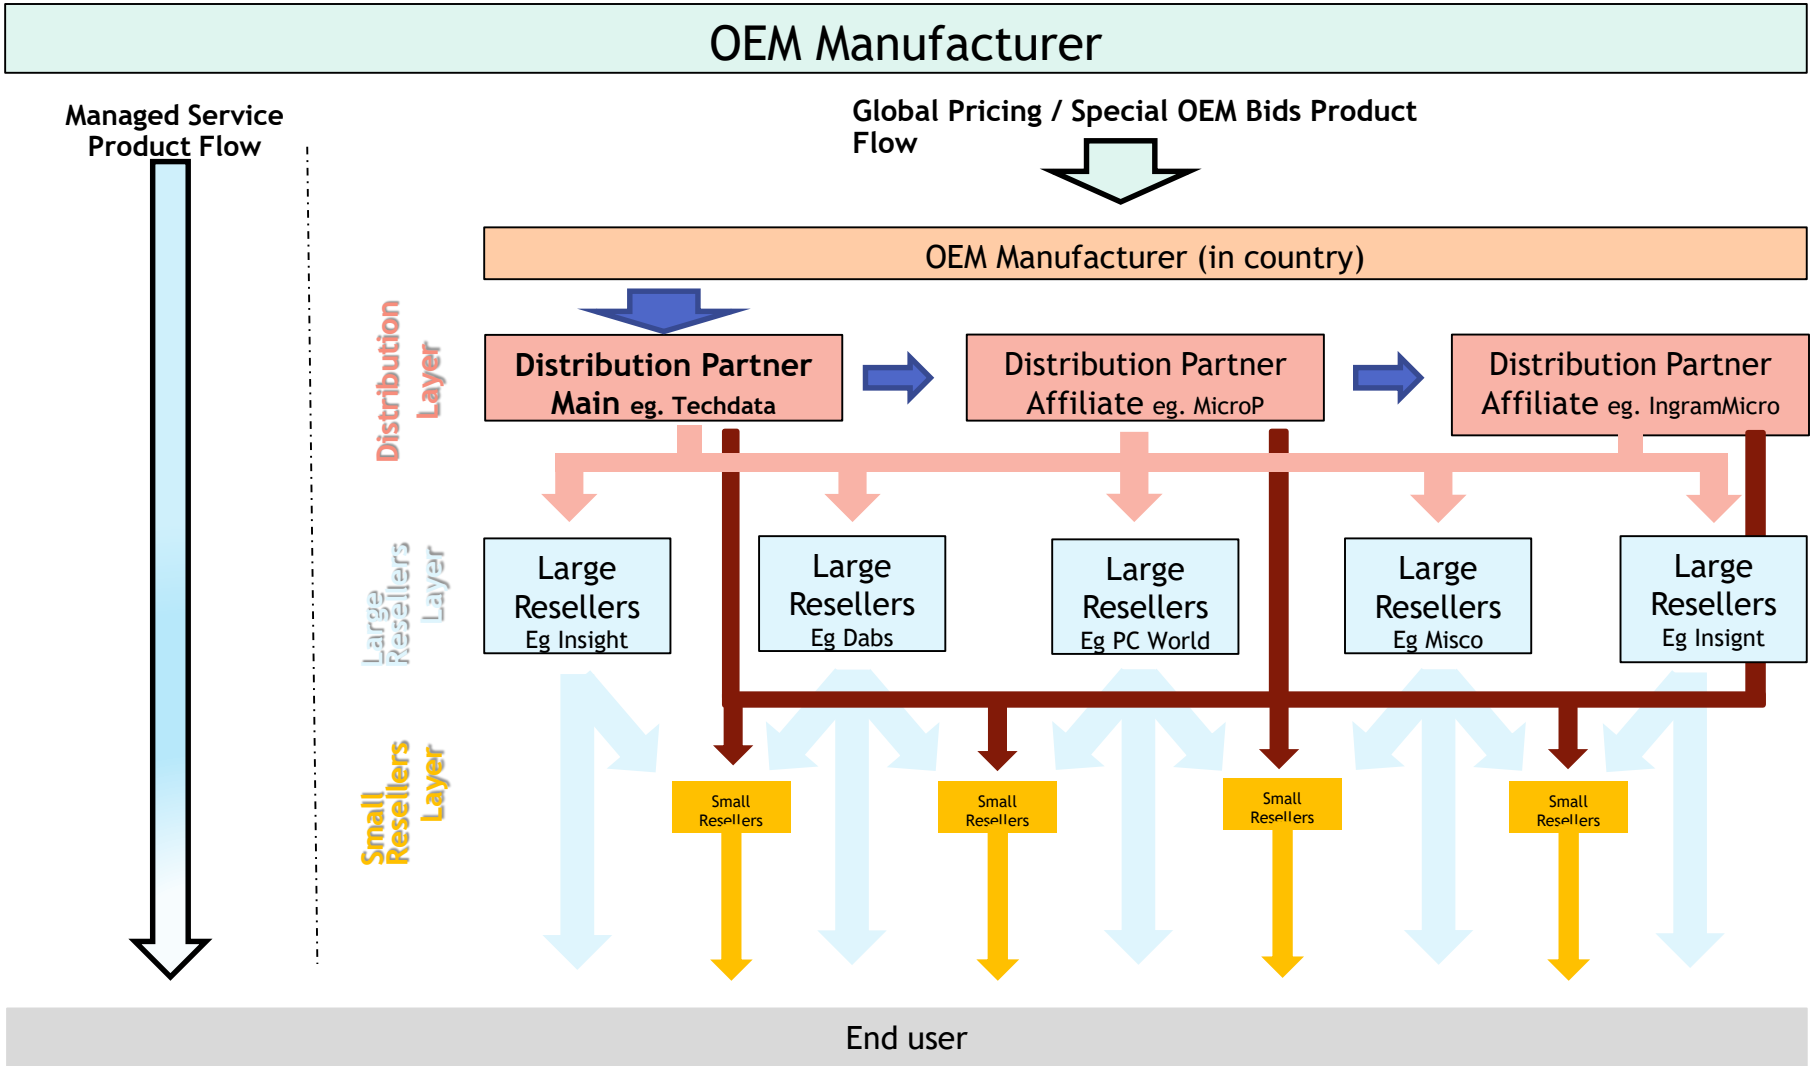 OEM Manufacturer
Managed Service
Product Flow
Global Pricing / Special OEM Bids Product
Flow
OEM Manufacturer (in country)
Distribution
Layer
Distribution Partner
Main eg. Techdata
Distribution Partner
Affiliate eg. MicroP
Distribution Partner
Affiliate eg. IngramMicro
Large
Resellers
Layer
Large
Resellers
Eg Insight
Large
Resellers
Eg Dabs
Large
Resellers
Eg PC World
Large
Resellers
Eg Misco
Large
Resellers
Eg Insignt
Small
Resellers
Layer
Small
Resellers
Small
Resellers
Small
Resellers
Small
Resellers
End user